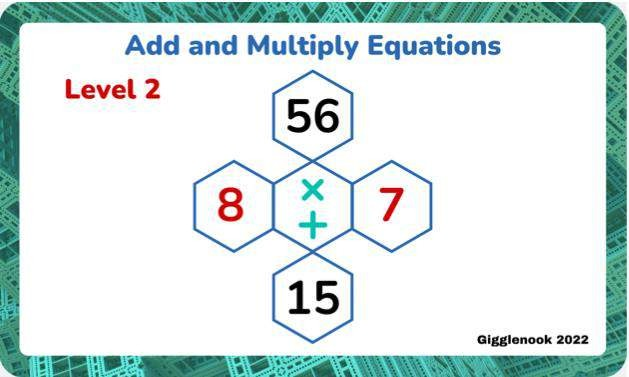 Add and Multiply Equations
Level 2
56
8 × 7
+
15
Gigglenook 2022